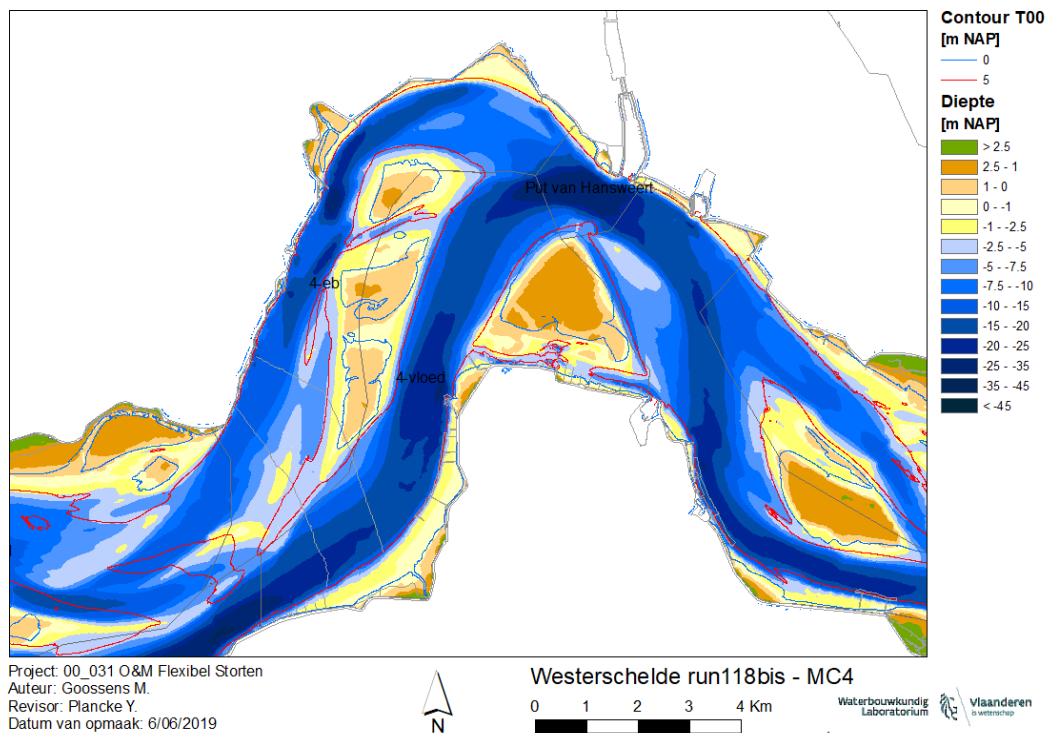 Put van Hansweert
4-eb
4-vloed
Contour T00
[m NAP]
0
5
Diepte
[m NAP]
> 2.5
2.5 - 1
1 - 0
0 - -1
-1 - -2.5
-2.5 - -5
-5 - -7.5
-7.5 - -10
-10 - -15
-15 - -20
-20 - -25
-25 - -35
-35 - -45
< -45
Project: 00_031 O&M Flexibel Storten
Auteur: Goossens M.
Revisor: Plancke Y.
Datum van opmaak: 6/06/2019
N
Westerschelde run118bis - MC4
0 1 2 3 4 Km
Waterbouwkundig
Laboratorium
Vlaanderen
is wetenschap